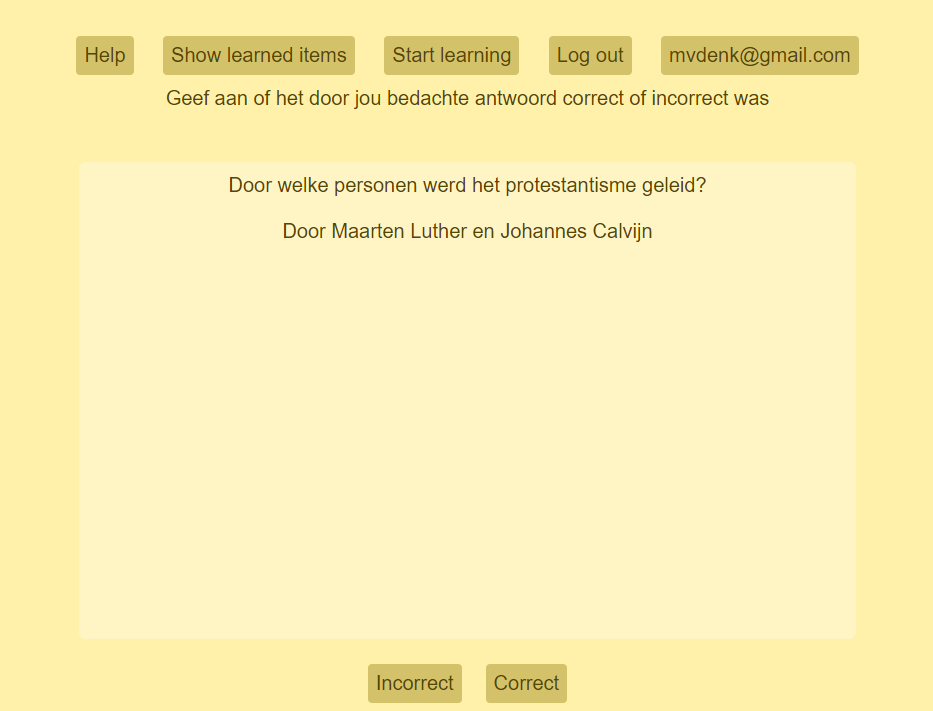 Help Show learned items Start learning Log out mvdenk@gmail.com
Geef aan of het door jou bedachte antwoord correct of incorrect was
Door welke personen werd het protestantisme geleid?
Door Maarten Luther en Johannes Calvijn
Incorrect Correct